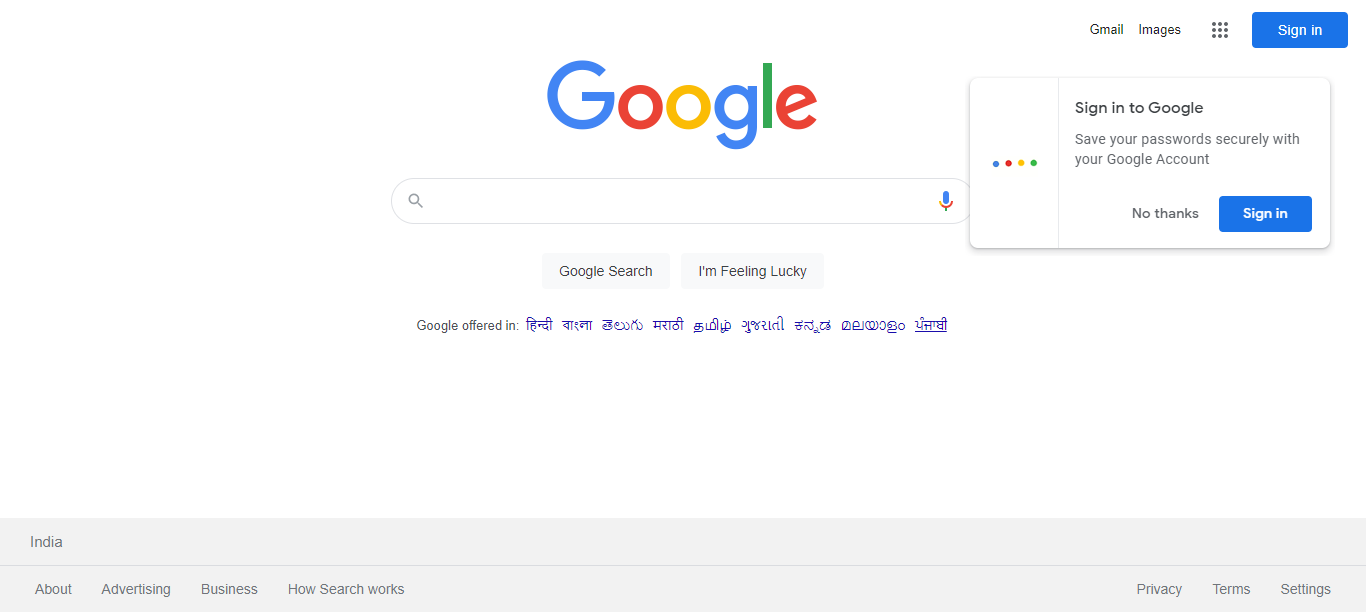 Gmail Images Sign in
Google
Sign in to Google
Save your passwords securely with
your Google Account
No thanks Sign in
Google Search I'm Feeling Lucky
Google offered in: हिन्दी বাংলা తెలుగు मराठी தமிழ் ગુજરાતી ಕನ್ನಡ മലയാളം ਪੰਜਾਬੀ
India
About Advertising Business How Search works Privacy Terms Settings